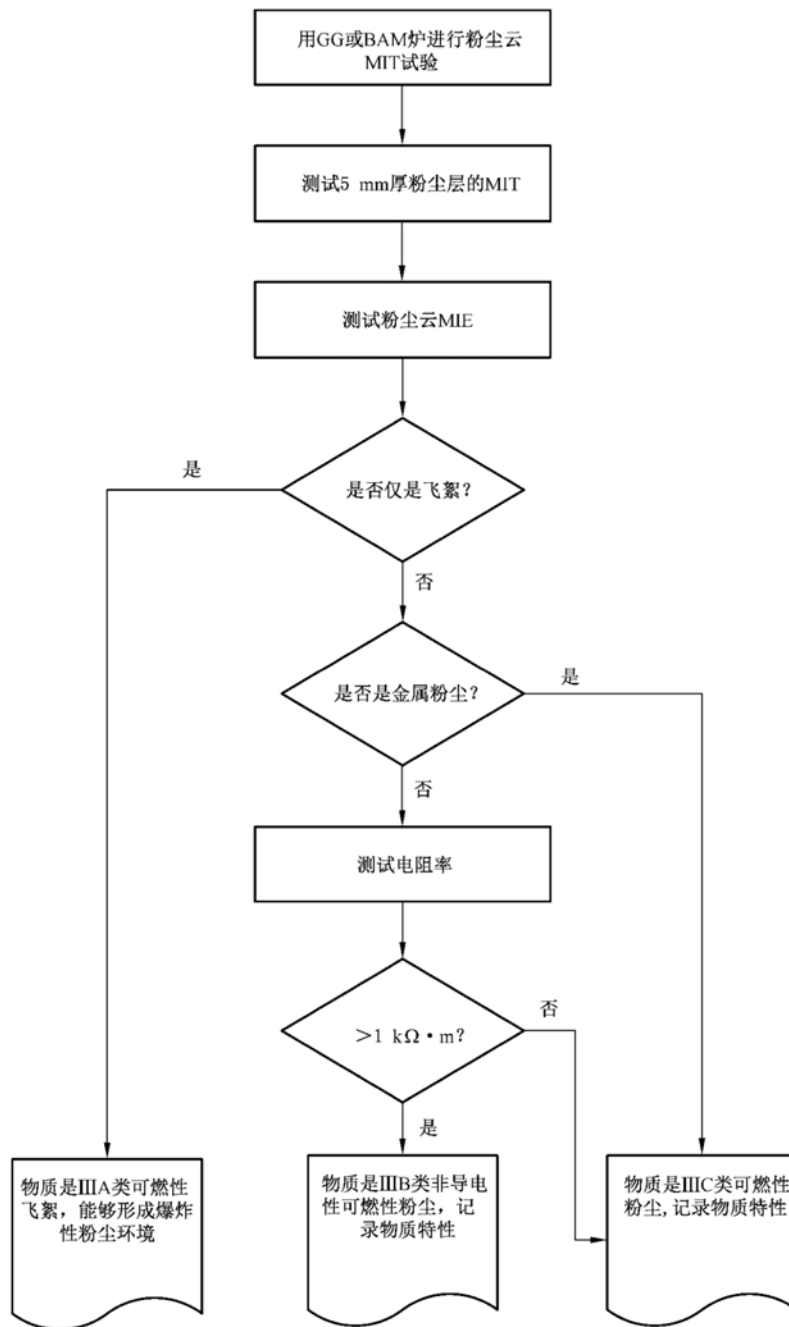 用GG或BAM炉进行粉尘云
MIT试验
测试5 mm厚粉尘层的MIT
测试粉尘云MIE
是
是否仅是飞絮?
否
是否是金属粉尘?
是
否
测试电阻率
>1 kΩ·m?
否
是
物质是ⅢA类可燃性
飞絮，能够形成爆炸
性粉尘环境
物质是ⅢB类非导电
性可燃性粉尘，记
录物质特性
物质是ⅢC类可燃性
粉尘,记录物质特性